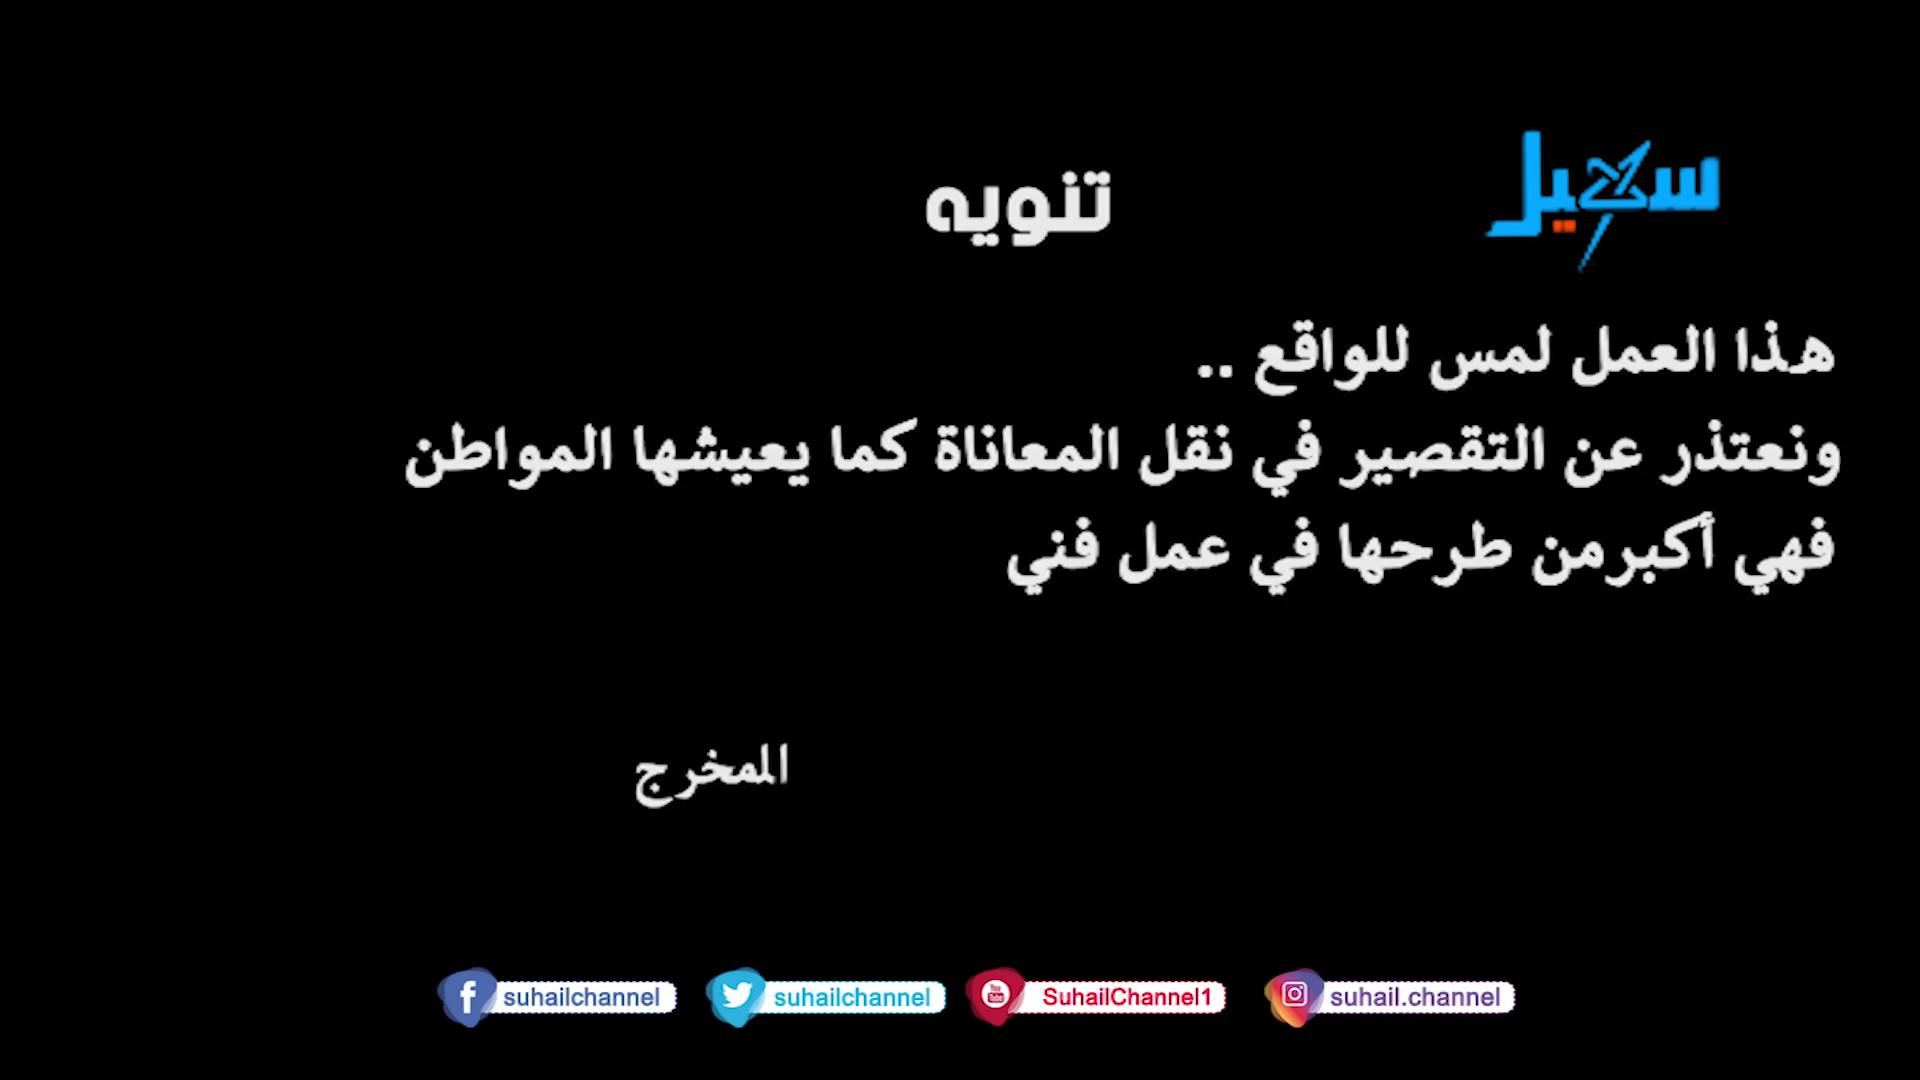 سهيل
تنويه
هذا العمل لمس للواقع ..
ونعتذر عن التقصير في نقل المعاناة كما يعيشها المواطن
فهي أكبرمن طرحها في عمل فني
المخرج
suhailchannel
suhailchannel
SuhailChannel1
suhail.channel